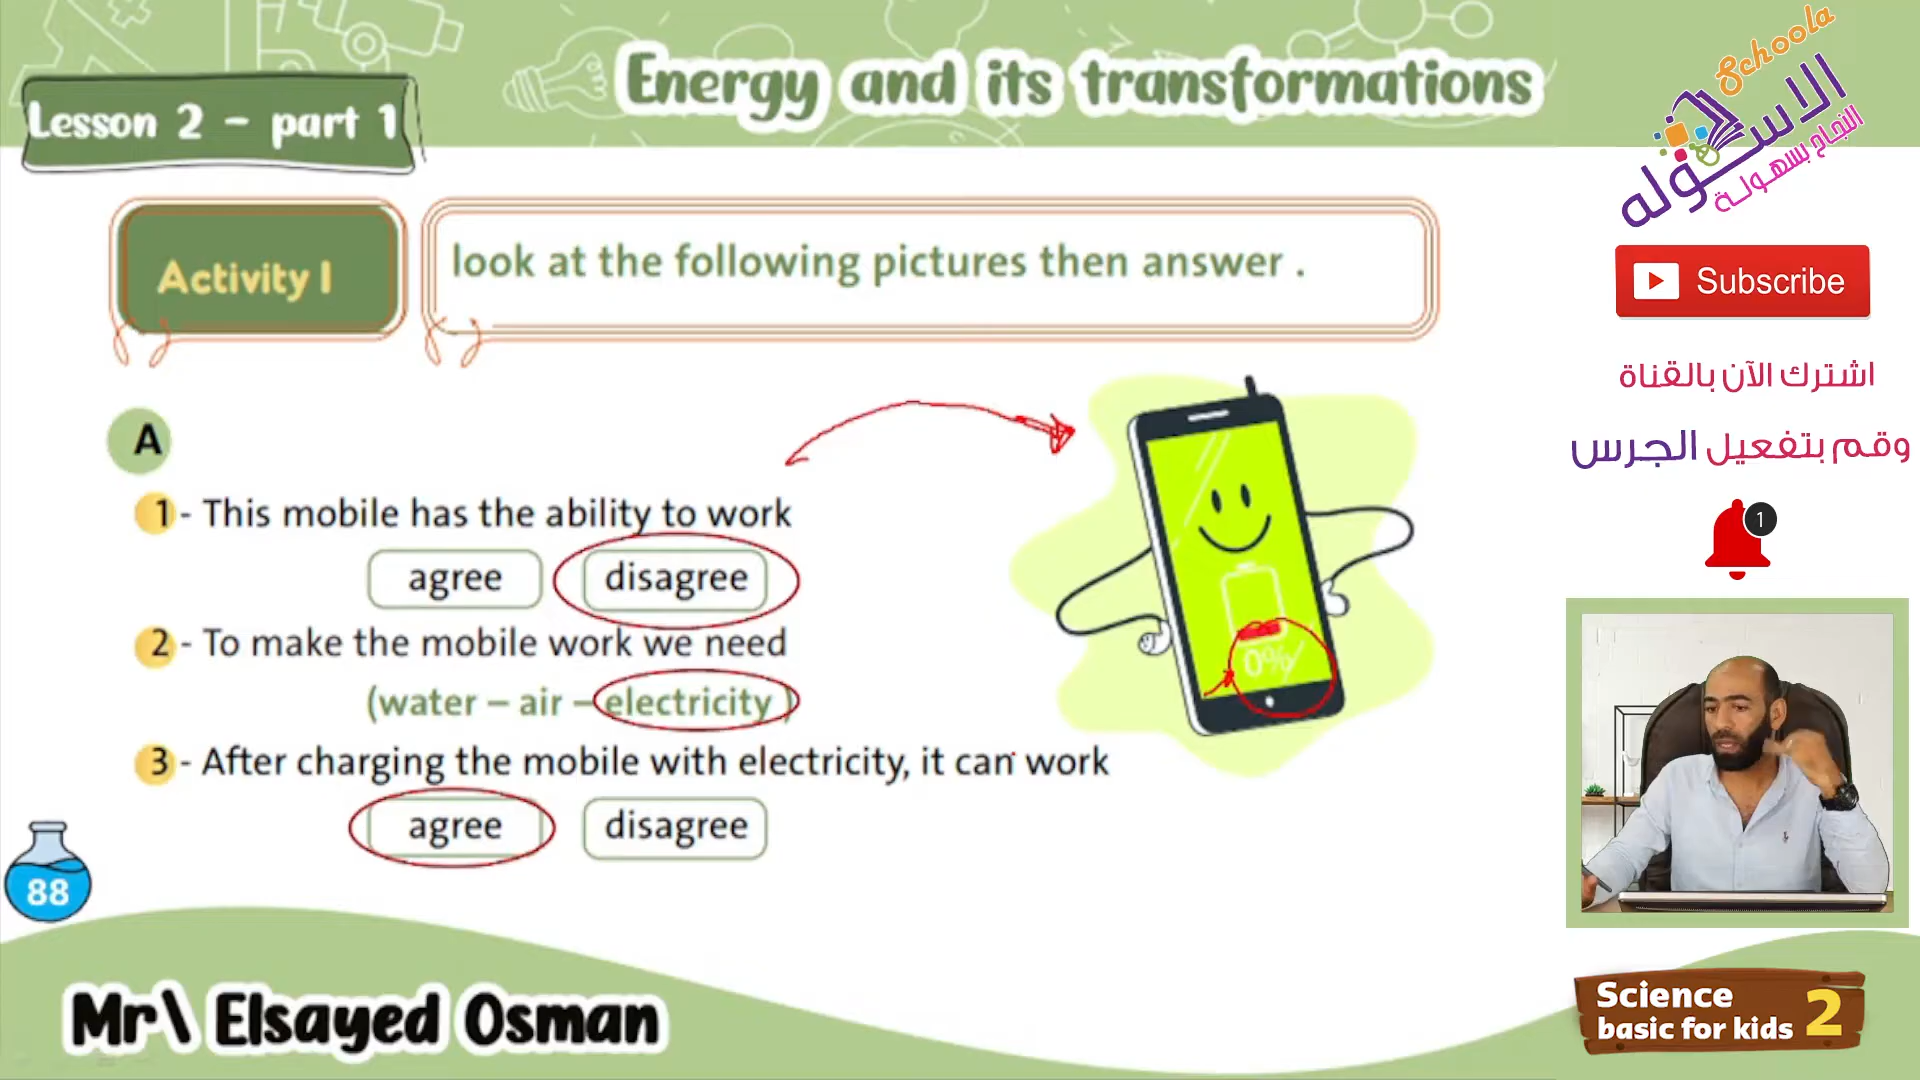 Energy and its transformations
Lesson 2 - part 1
Schoola
الاسكوله
النجاح بسهولة
Activity 1
look at the following pictures then answer .
Subscribe
اشترك الآن بالقناة
وقم بتفعيل الجرس
1
A
1 - This mobile has the ability to work
agree disagree
2 - To make the mobile work we need
(water – air – electricity )
3 - After charging the mobile with electricity, it can work
agree disagree
0%
88
Mr\ Elsayed Osman
Science
basic for kids 2